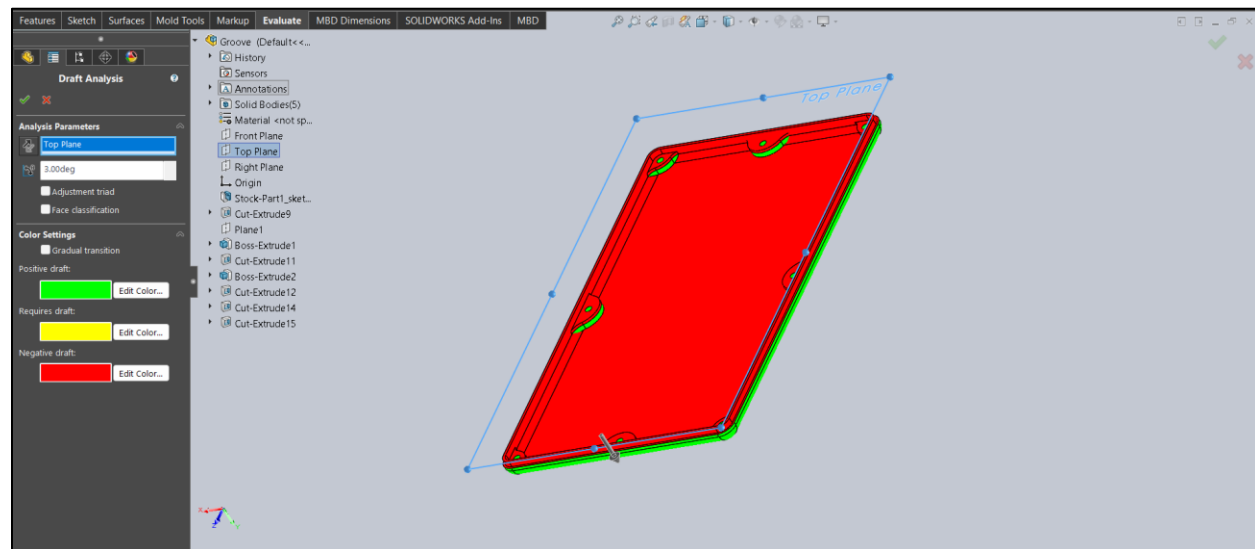 Features Sketch Surfaces Mold Tools Markup Evaluate MBD Dimensions SOLIDWORKS Add-Ins MBD
Draft Analysis
Analysis Parameters
Top Plane
3.00deg
Adjustment triad
Face classification
Color Settings
Gradual transition
Positive draft:
Edit Color...
Requires draft:
Edit Color...
Negative draft:
Edit Color...
Groove (Default<<...
History
Sensors
Annotations
Solid Bodies(5)
Material <not sp...
Front Plane
Top Plane
Right Plane
Origin
Stock-Part1_sket...
Cut-Extrude9
Plane1
Boss-Extrude1
Cut-Extrude11
Boss-Extrude2
Cut-Extrude12
Cut-Extrude14
Cut-Extrude15
Top Plane
X
Z
Y